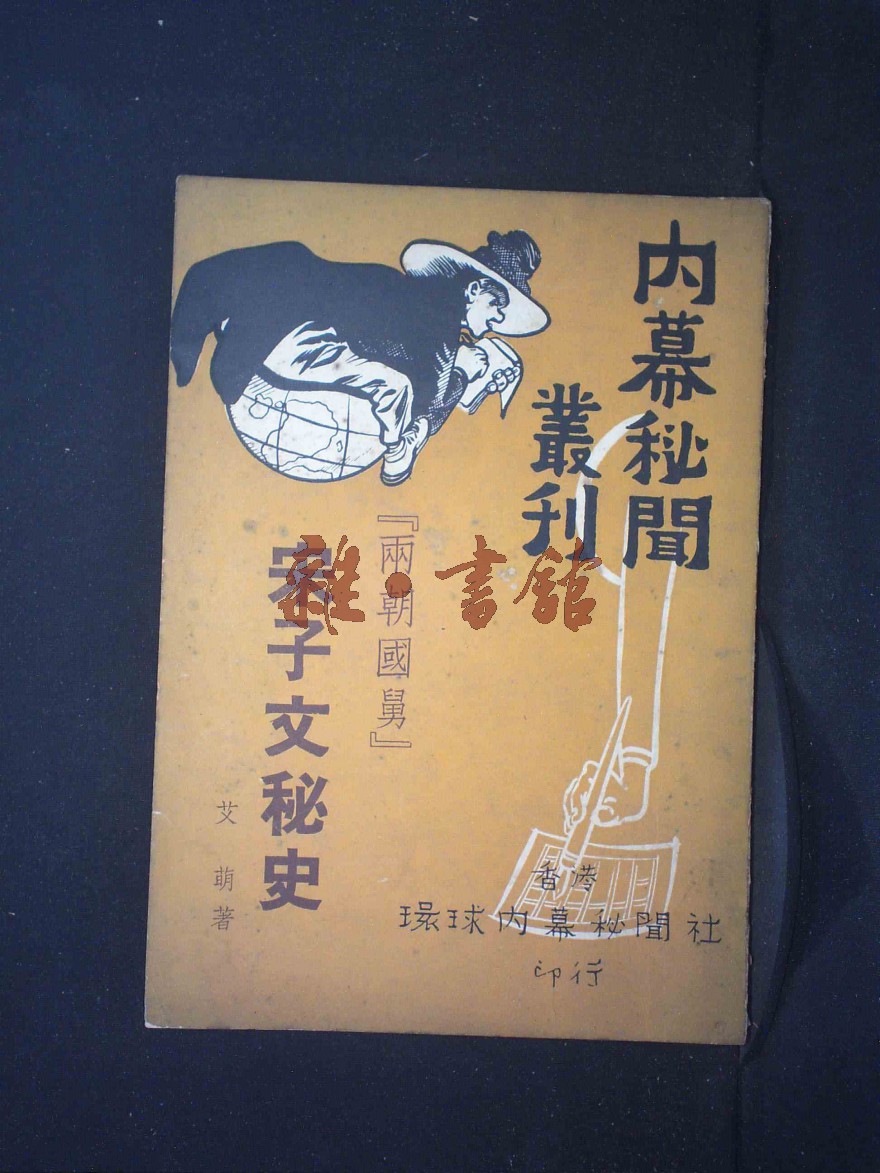 內幕秘聞
叢刊
『兩朝國舅』
宋子文秘史
艾萌著
香港
環球內幕秘聞社
印行
雜·書館